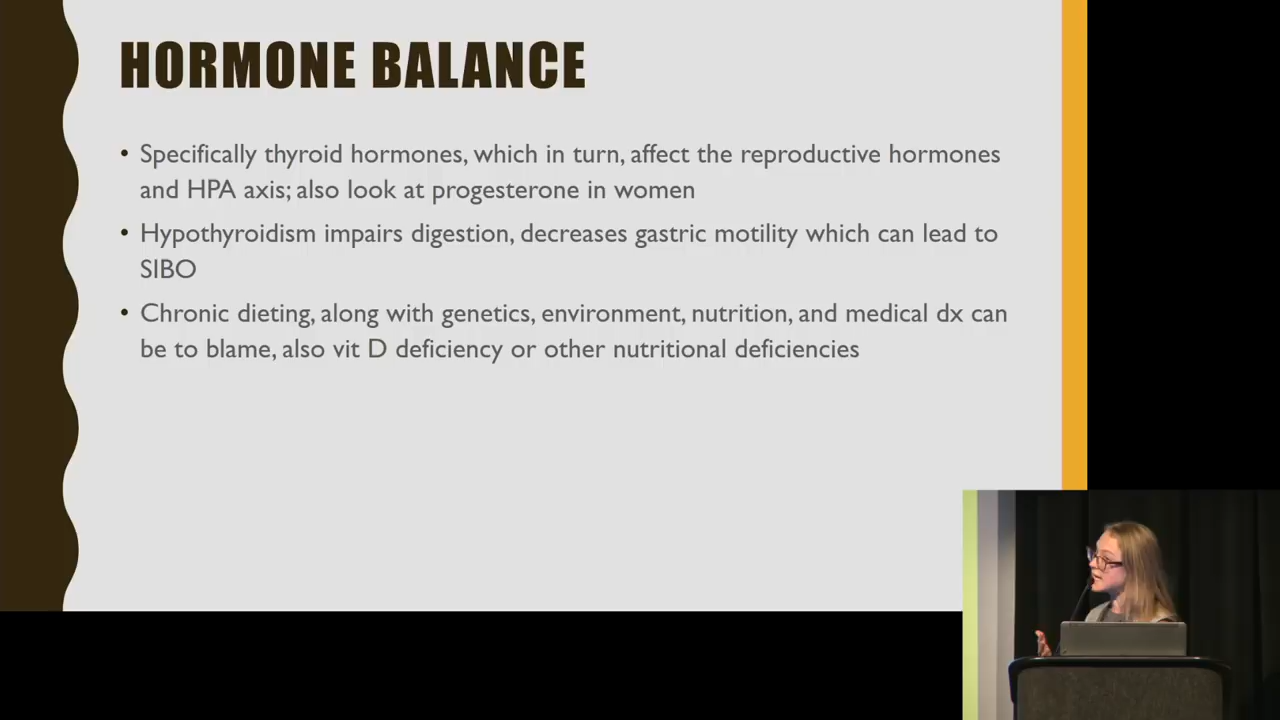 HORMONE BALANCE
• Specifically thyroid hormones, which in turn, affect the reproductive hormones
and HPA axis; also look at progesterone in women
• Hypothyroidism impairs digestion, decreases gastric motility which can lead to
SIBO
• Chronic dieting, along with genetics, environment, nutrition, and medical dx can
be to blame, also vit D deficiency or other nutritional deficiencies